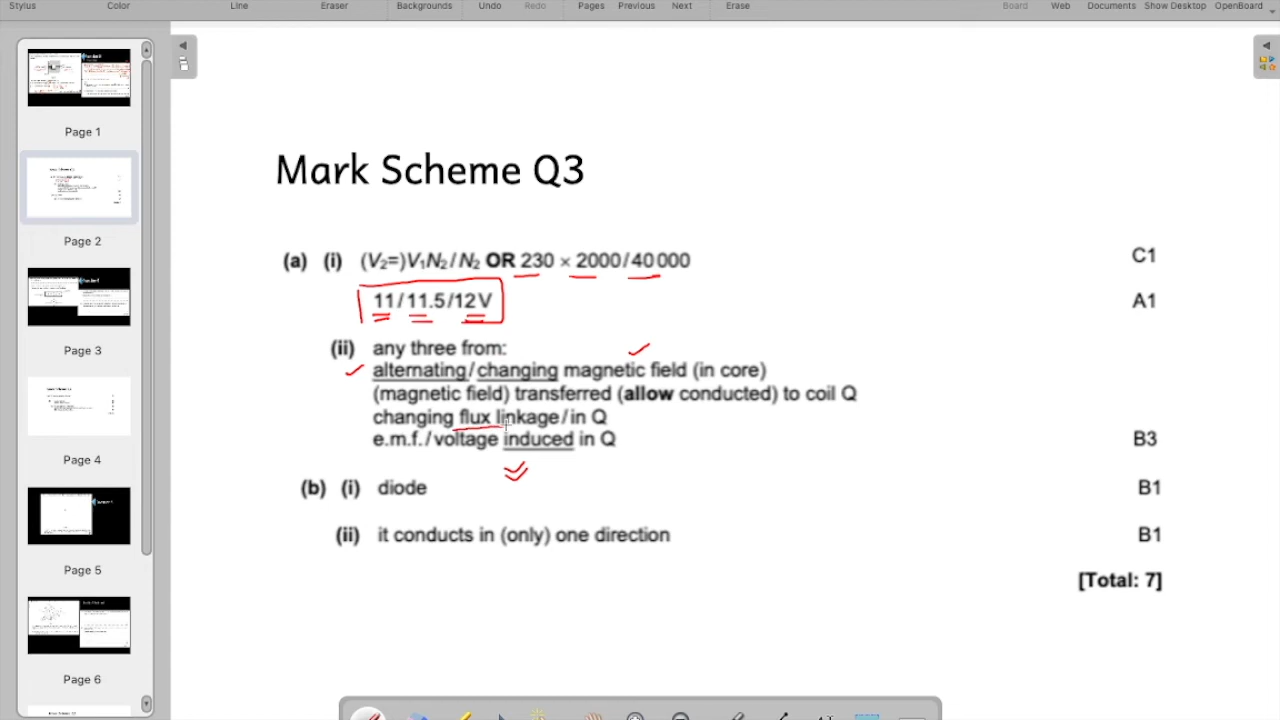 Stylus Color Line Eraser Backgrounds Undo Redo Pages Previous Next Erase Board Web Documents Show Desktop OpenBoard
Page 1
Page 2
Page 3
Page 4
Page 5
Page 6
Mark Scheme Q3
(a) (i) (V₂=)V₁N₂/N₂ OR 230 × 2000/40 000 C1
11/11.5/12V A1
(ii) any three from:
alternating/changing magnetic field (in core)
(magnetic field) transferred (allow conducted) to coil Q
changing flux linkage/in Q
e.m.f./voltage induced in Q B3
(b) (i) diode B1
(ii) it conducts in (only) one direction B1
[Total: 7]